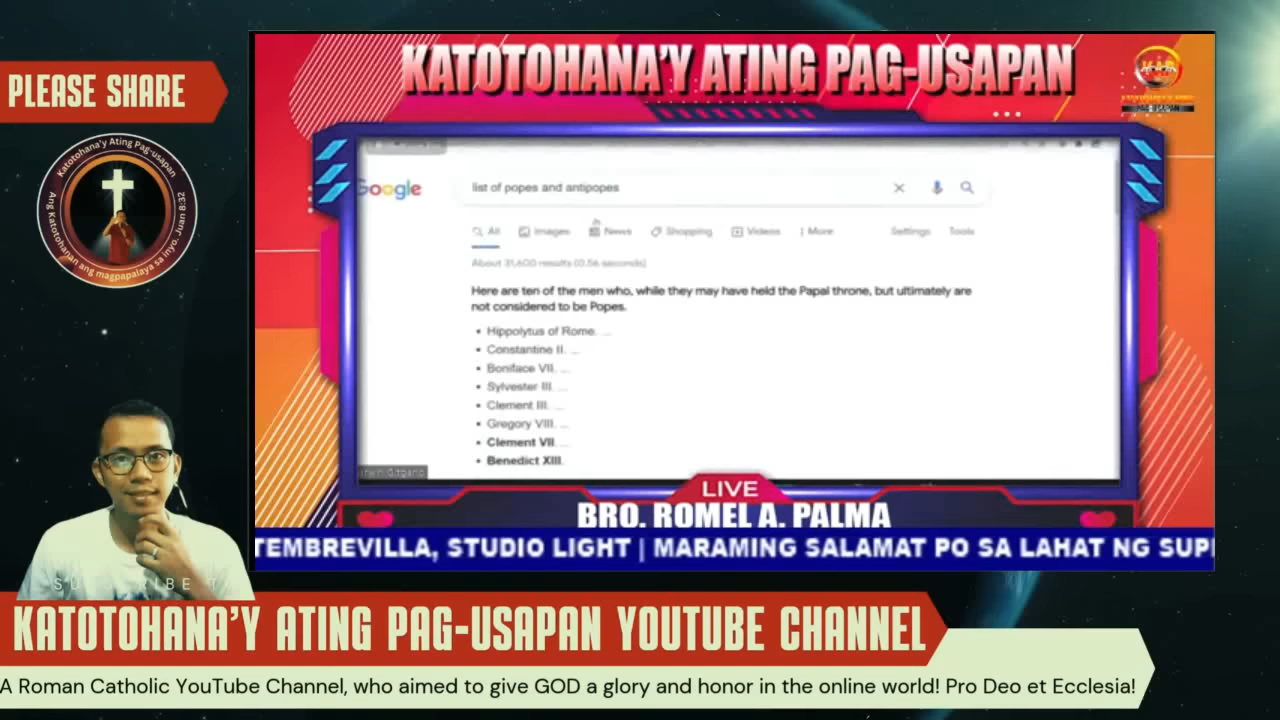 PLEASE SHARE
Katotohana'y Ating Pag-usapan
Ang Katotohanan ang magpapalaya sa inyo. Juan 8:32
KATOTOHANA'Y ATING PAG-USAPAN
Google
list of popes and antipopes
All Images News Shopping Videos More Settings Tools
About 31,600 results (0.56 seconds)
Here are ten of the men who, while they may have held the Papal throne, but ultimately are
not considered to be Popes.
• Hippolytus of Rome. ...
• Constantine II. ...
• Boniface VII. ...
• Sylvester III. ...
• Clement III. ...
• Gregory VIII. ...
• Clement VII. ...
• Benedict XIII.
LIVE
BRO. ROMEL A. PALMA
TEMBREVILLA, STUDIO LIGHT | MARAMING SALAMAT PO SA LAHAT NG SUP
KATOTOHANA'Y ATING PAG-USAPAN YOUTUBE CHANNEL
A Roman Catholic YouTube Channel, who aimed to give GOD a glory and honor in the online world! Pro Deo et Ecclesia!